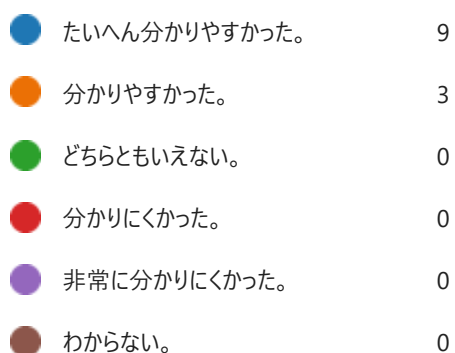 たいへん分かりやすかった。 9
分かりやすかった。 3
どちらともいえない。 0
分かりにくかった。 0
非常に分かりにくかった。 0
わからない。 0